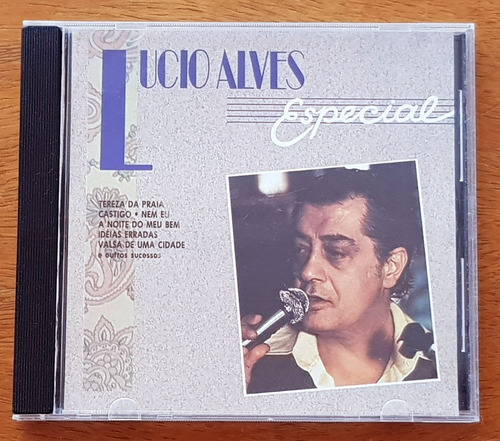 LUCIO ALVES
Especial
TEREZA DA PRAIA
CASTIGO • NEM EU
A NOITE DO MEU BEM
IDÉIAS ERRADAS
VALSA DE UMA CIDADE
e outros sucessos